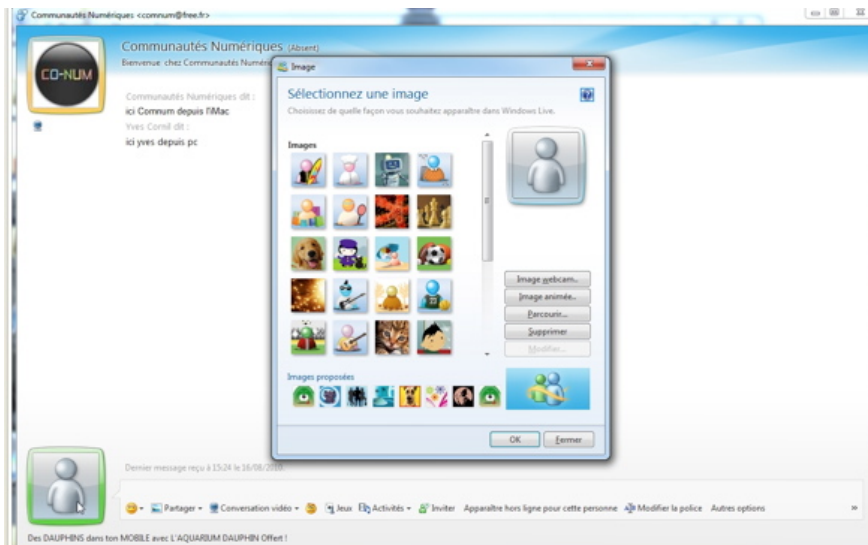 Communautés Numériques <comnum@free.fr>
CO-NUM
Communautés Numériques (Absent)
Bienvenue chez Communautés Numéri
Communautés Numériques dit :
ici Comnum depuis l'iMac
Yves Cornil dit :
ici yves depuis pc
Image
Sélectionnez une image
Choisissez de quelle façon vous souhaitez apparaître dans Windows Live.
Images
Image webcam...
Image animée...
Parcourir...
Supprimer
Modifier...
Images proposées
OK
Fermer
Dernier message reçu à 15:24 le 16/08/2010.
Partager
Conversation vidéo
Jeux
Activités
Inviter
Apparaître hors ligne pour cette personne
Modifier la police
Autres options
»
Des DAUPHINS dans ton MOBILE avec L'AQUARIUM DAUPHIN Offert !